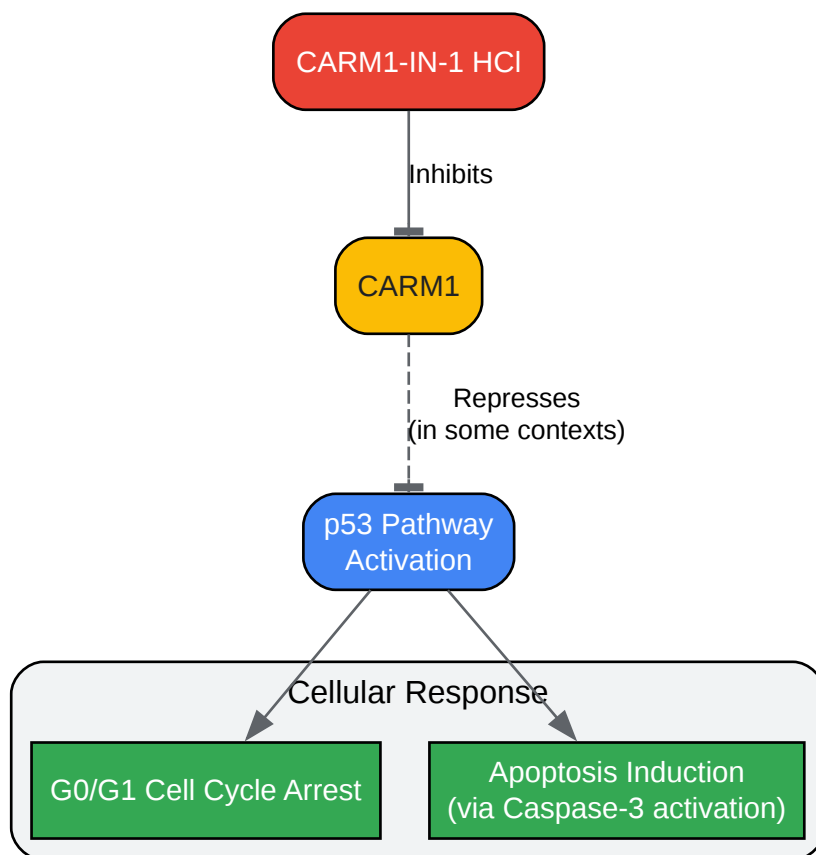 CARM1-IN-1 HCl
Inhibits
CARM1
Represses
(in some contexts)
p53 Pathway
Activation
Cellular Response
G0/G1 Cell Cycle Arrest
Apoptosis Induction
(via Caspase-3 activation)